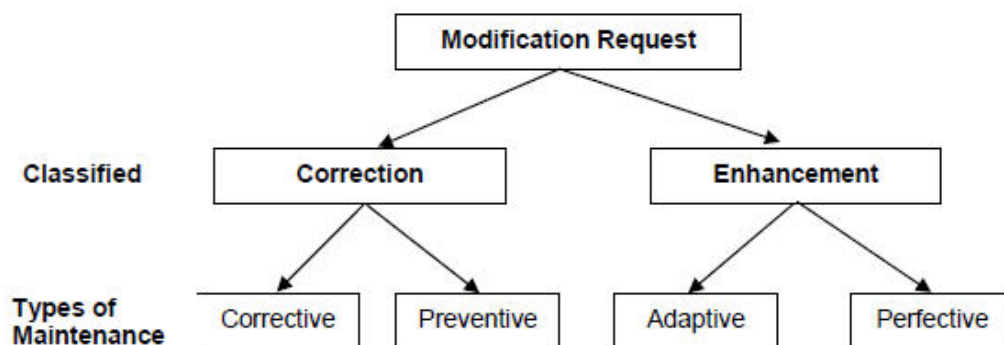 Modification Request
Classified
Correction
Enhancement
Types of
Maintenance
Corrective
Preventive
Adaptive
Perfective